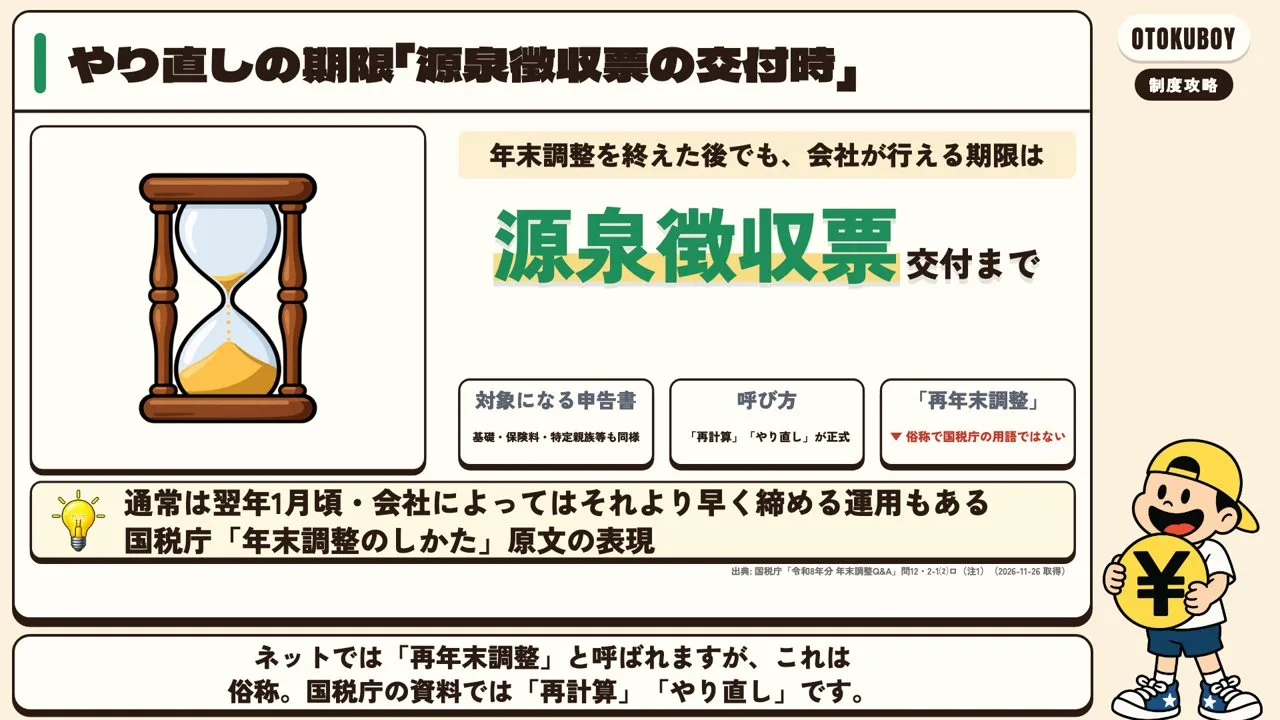 やり直しの期限「源泉徴収票の交付時」
OTOKUBOY
制度攻略
年末調整を終えた後でも、会社が行える期限は
源泉徴収票 交付まで
対象になる申告書
基礎・保険料・特定親族等も同様
呼び方
「再計算」「やり直し」が正式
「再年末調整」
▼ 俗称で国税庁の用語ではない
通常は翌年1月頃・会社によってはそれより早く締める運用もある
国税庁「年末調整のしかた」原文の表現
出典: 国税庁「令和8年分 年末調整Q&A」問12・2-1⑵ロ（注1）（2026-11-26 取得）
ネットでは「再年末調整」と呼ばれますが、これは
俗称。国税庁の資料では「再計算」「やり直し」です。
¥